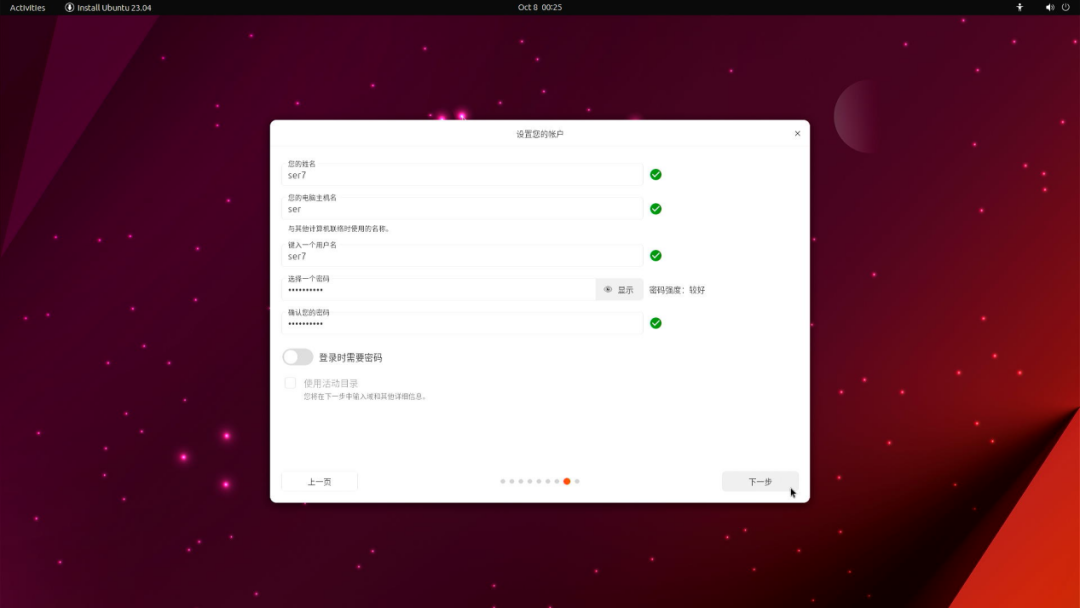 Activities
Install Ubuntu 23.04
Oct 8 00:25
设置您的帐户
您的姓名
ser7
您的电脑主机名
ser
与其他计算机联络时使用的名称。
键入一个用户名
ser7
选择一个密码
••••••••••
显示
密码强度：较好
确认您的密码
••••••••••
登录时需要密码
使用活动目录
您将在下一步中输入域和其他详细信息。
上一页
下一步